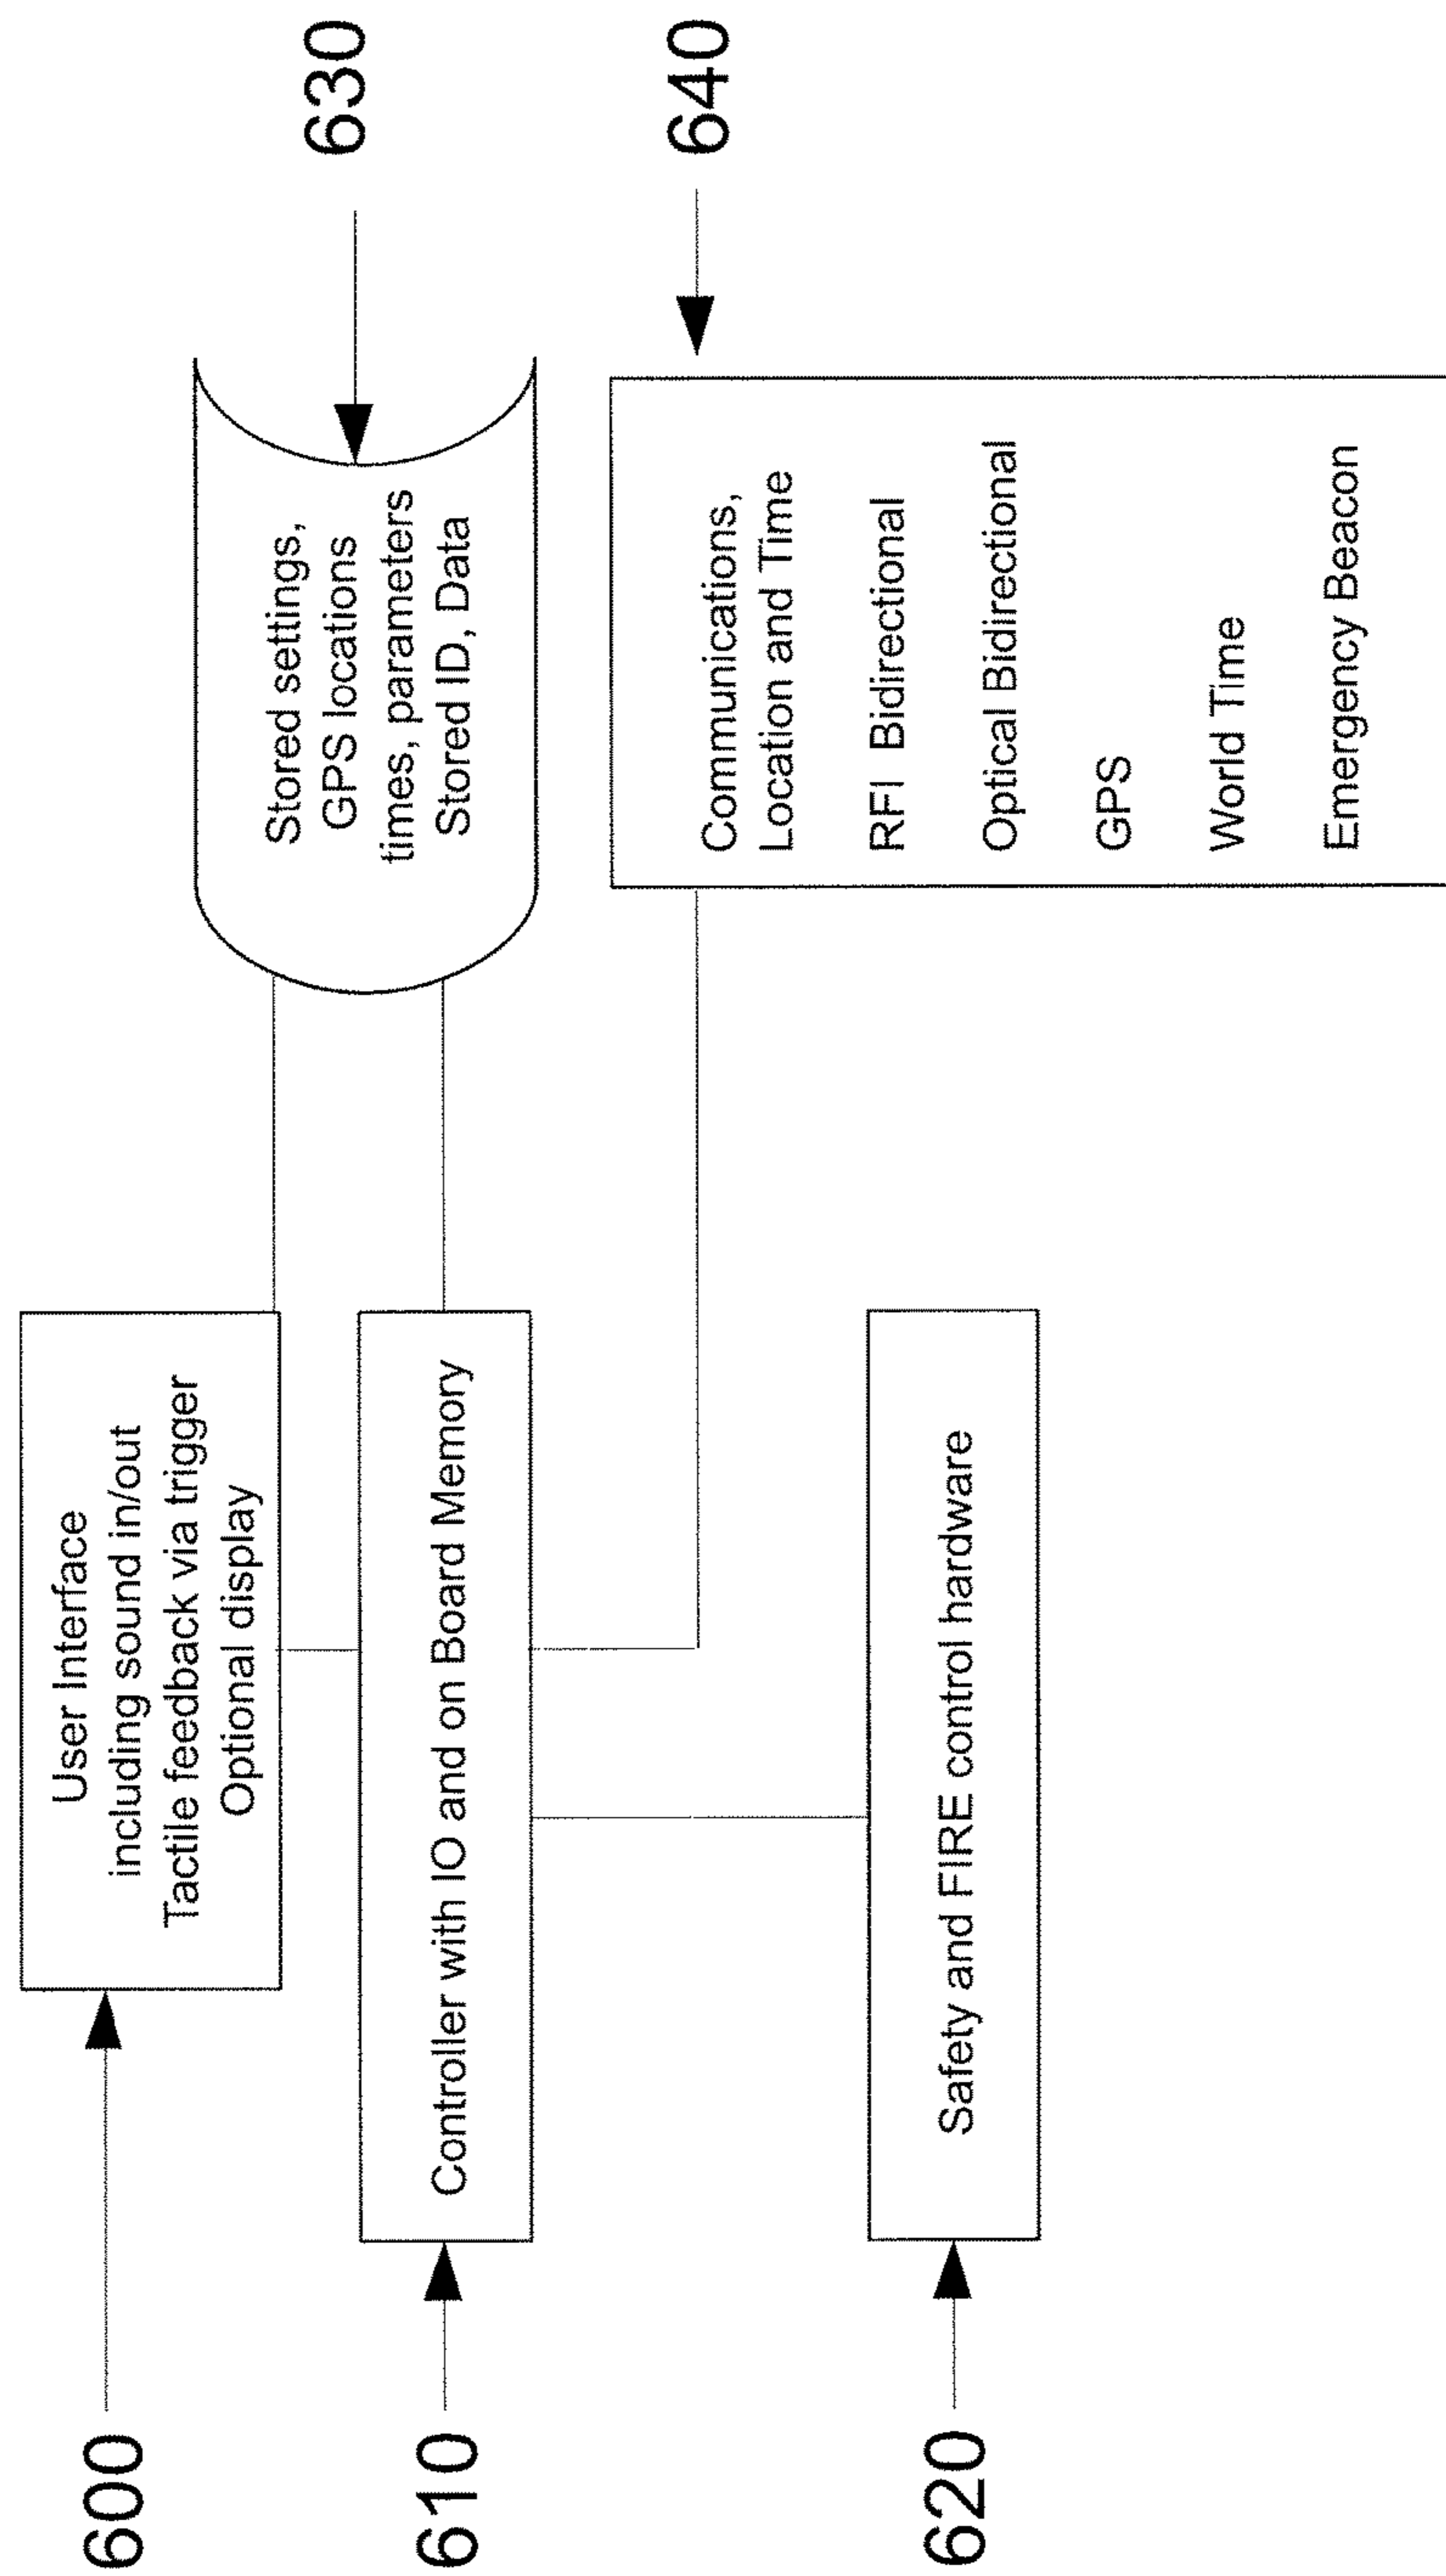 600
User Interface
including sound in/out
Tactile feedback via trigger
Optional display
610
Controller with IO and on Board Memory
620
Safety and FIRE control hardware
Stored settings,
GPS locations
times, parameters
Stored ID, Data
630
Communications,
Location and Time
RFI Bidirectional
Optical Bidirectional
GPS
World Time
Emergency Beacon
640